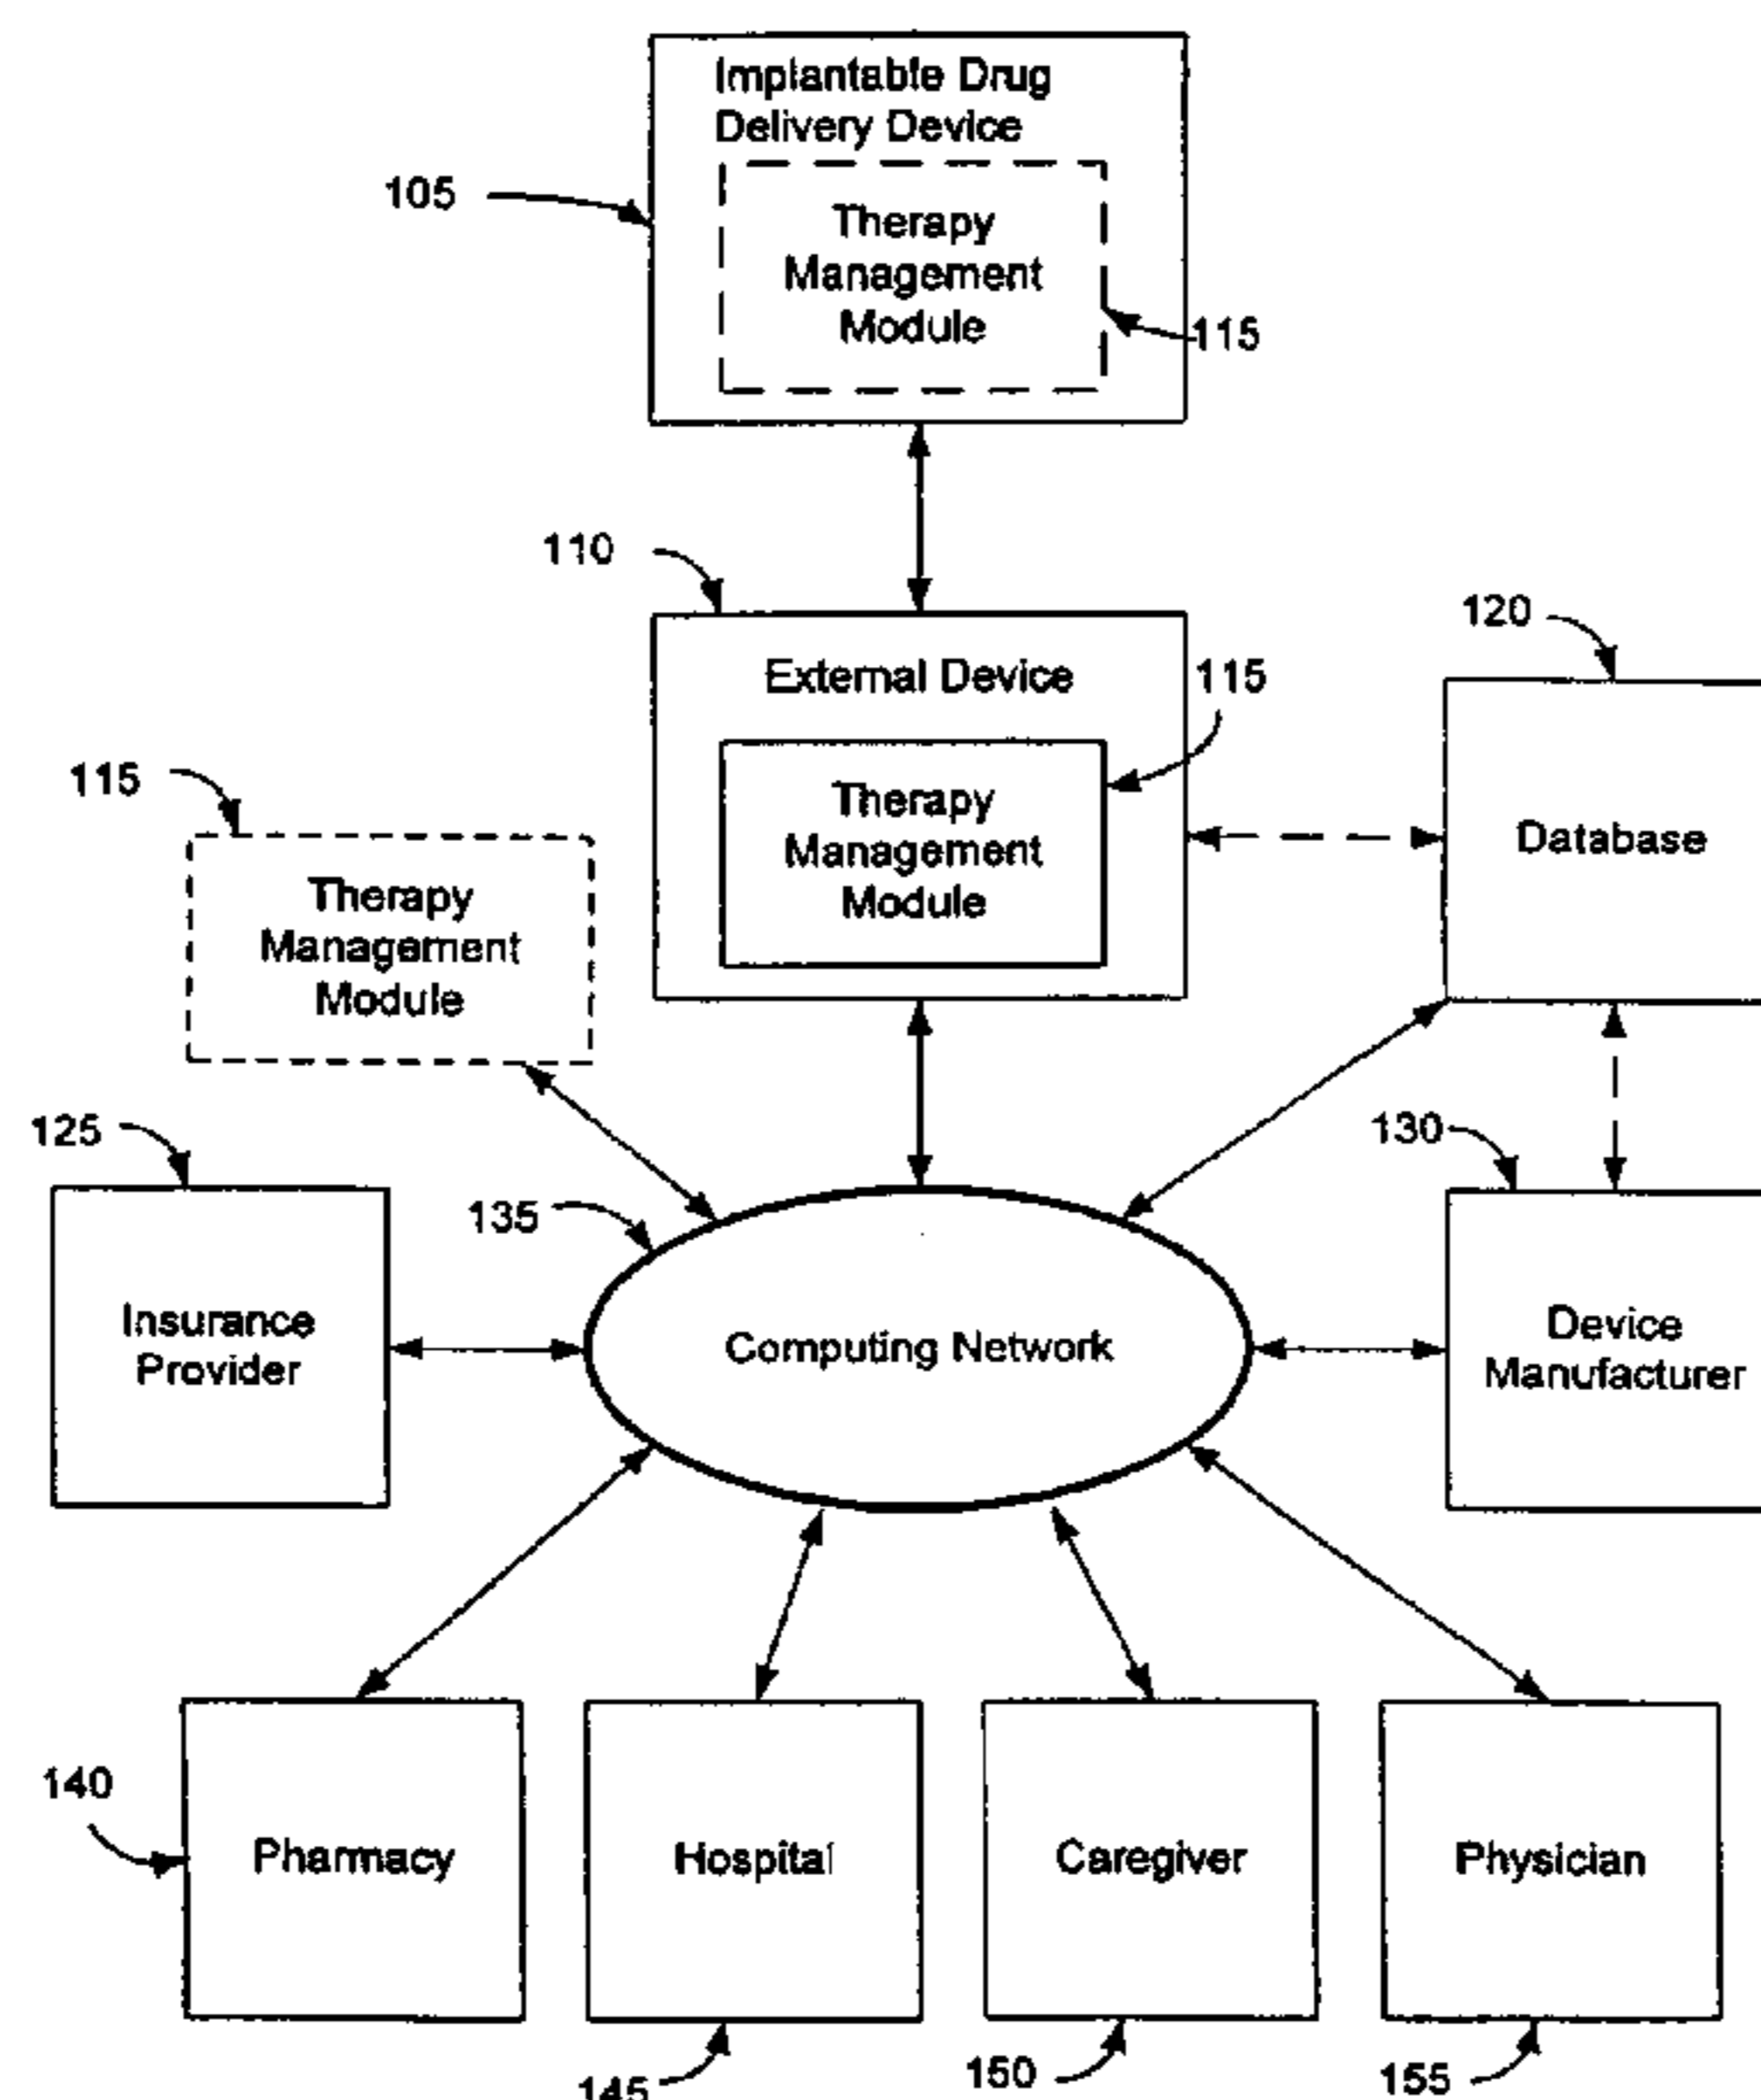 Implantable Drug
Delivery Device
105
Therapy
Management
Module
115
110
120
External Device
115
115
Therapy
Management
Module
Database
Therapy
Management
Module
125
130
135
Insurance
Provider
Computing Network
Device
Manufacturer
140
Pharmacy
Hospital
Caregiver
Physician
145
150
155